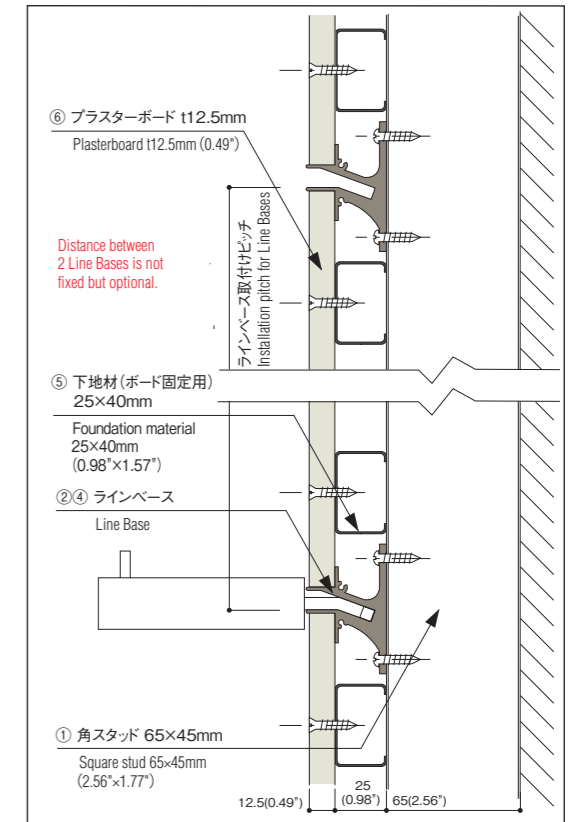 ⑥ プラスターボード t12.5mm
Plasterboard t12.5mm (0.49")
Distance between
2 Line Bases is not
fixed but optional.
ラインベース取付けピッチ
Installation pitch for Line Bases
⑤ 下地材(ボード固定用)
25×40mm
Foundation material
25×40mm
(0.98"×1.57")
②④ ラインベース
Line Base
① 角スタッド 65×45mm
Square stud 65×45mm
(2.56"×1.77")
12.5(0.49")
25
(0.98")
65(2.56")